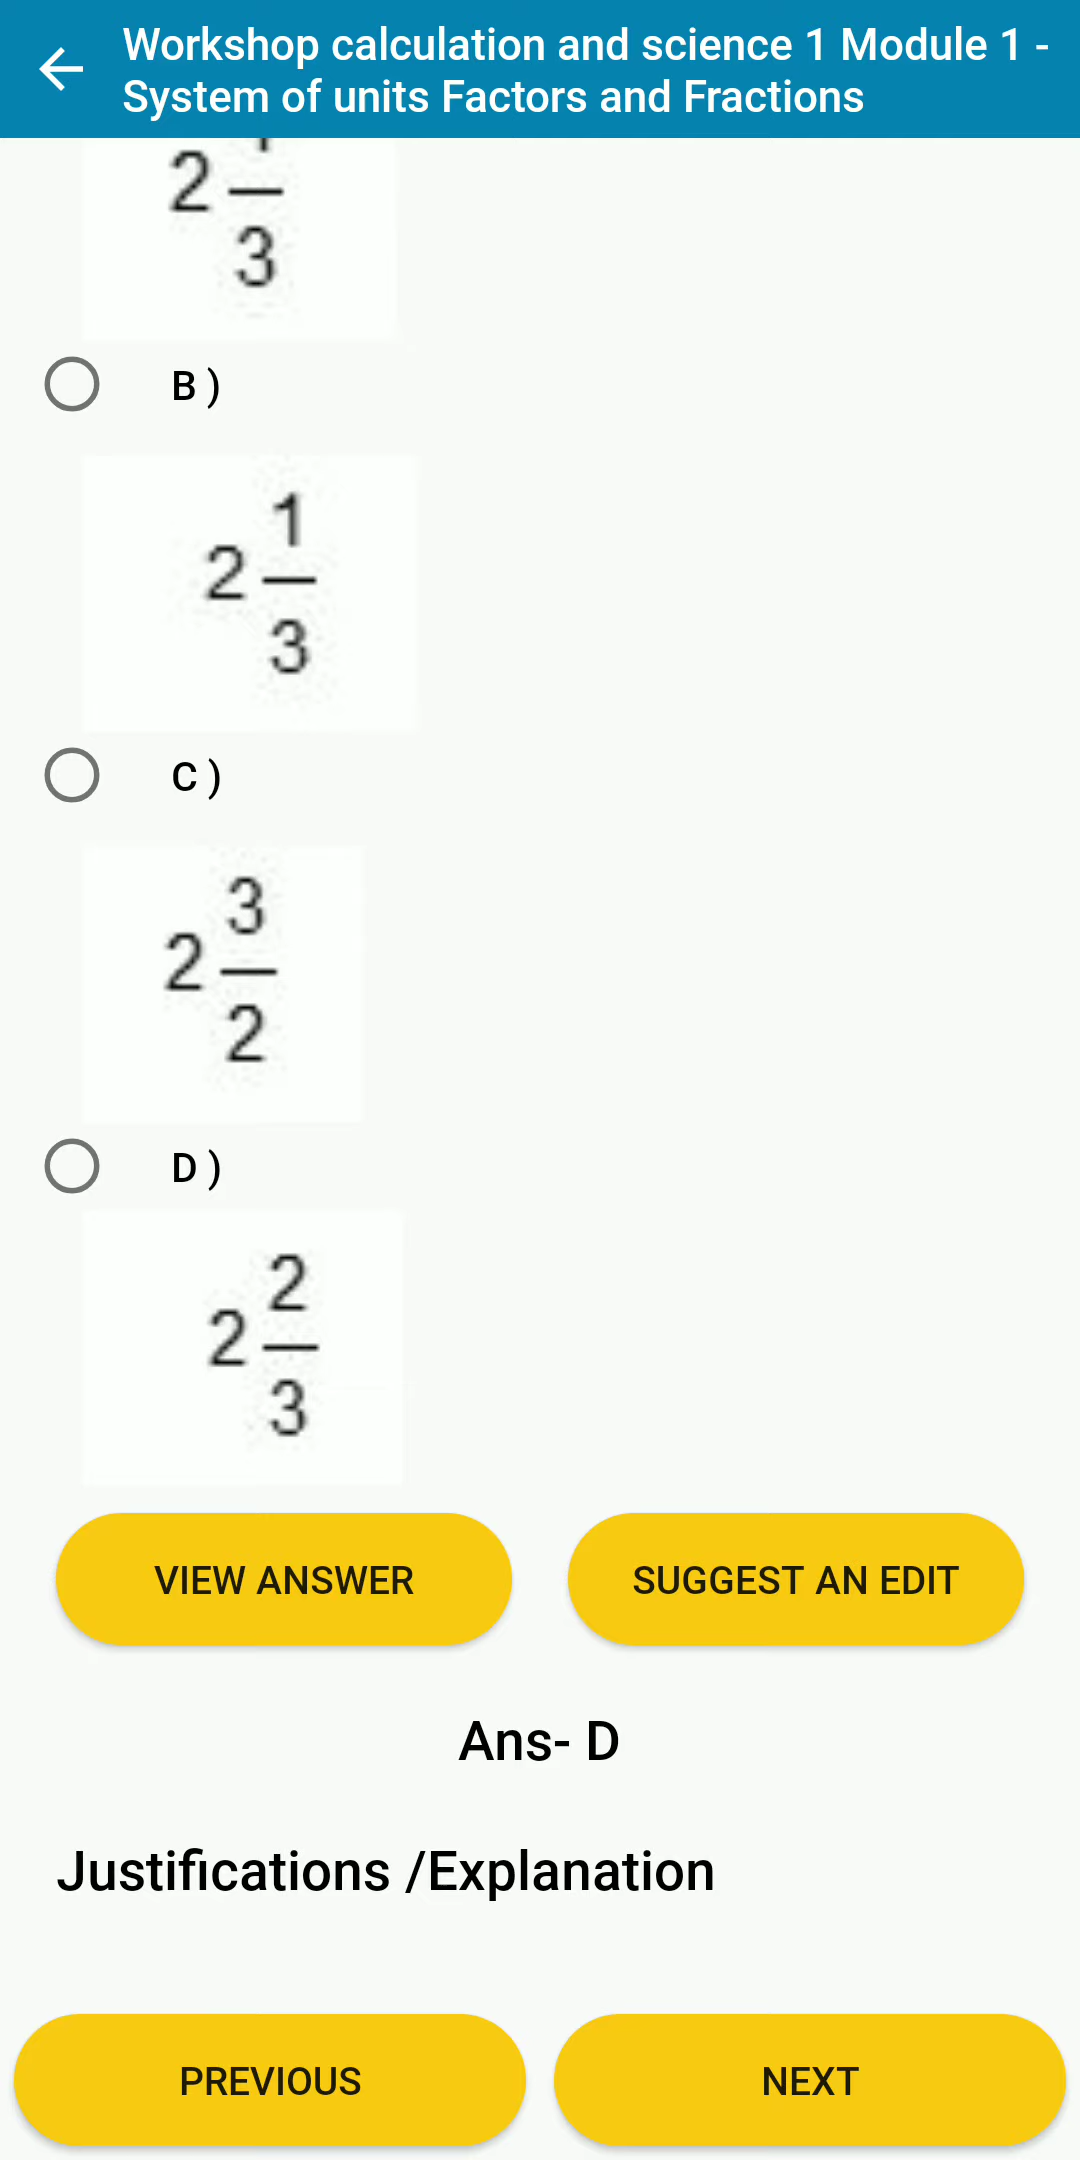 Workshop calculation and science 1 Module 1 -
System of units Factors and Fractions
2
3
B )
1
2
3
C )
3
2
2
D )
2
2
3
VIEW ANSWER
SUGGEST AN EDIT
Ans- D
Justifications /Explanation
PREVIOUS
NEXT